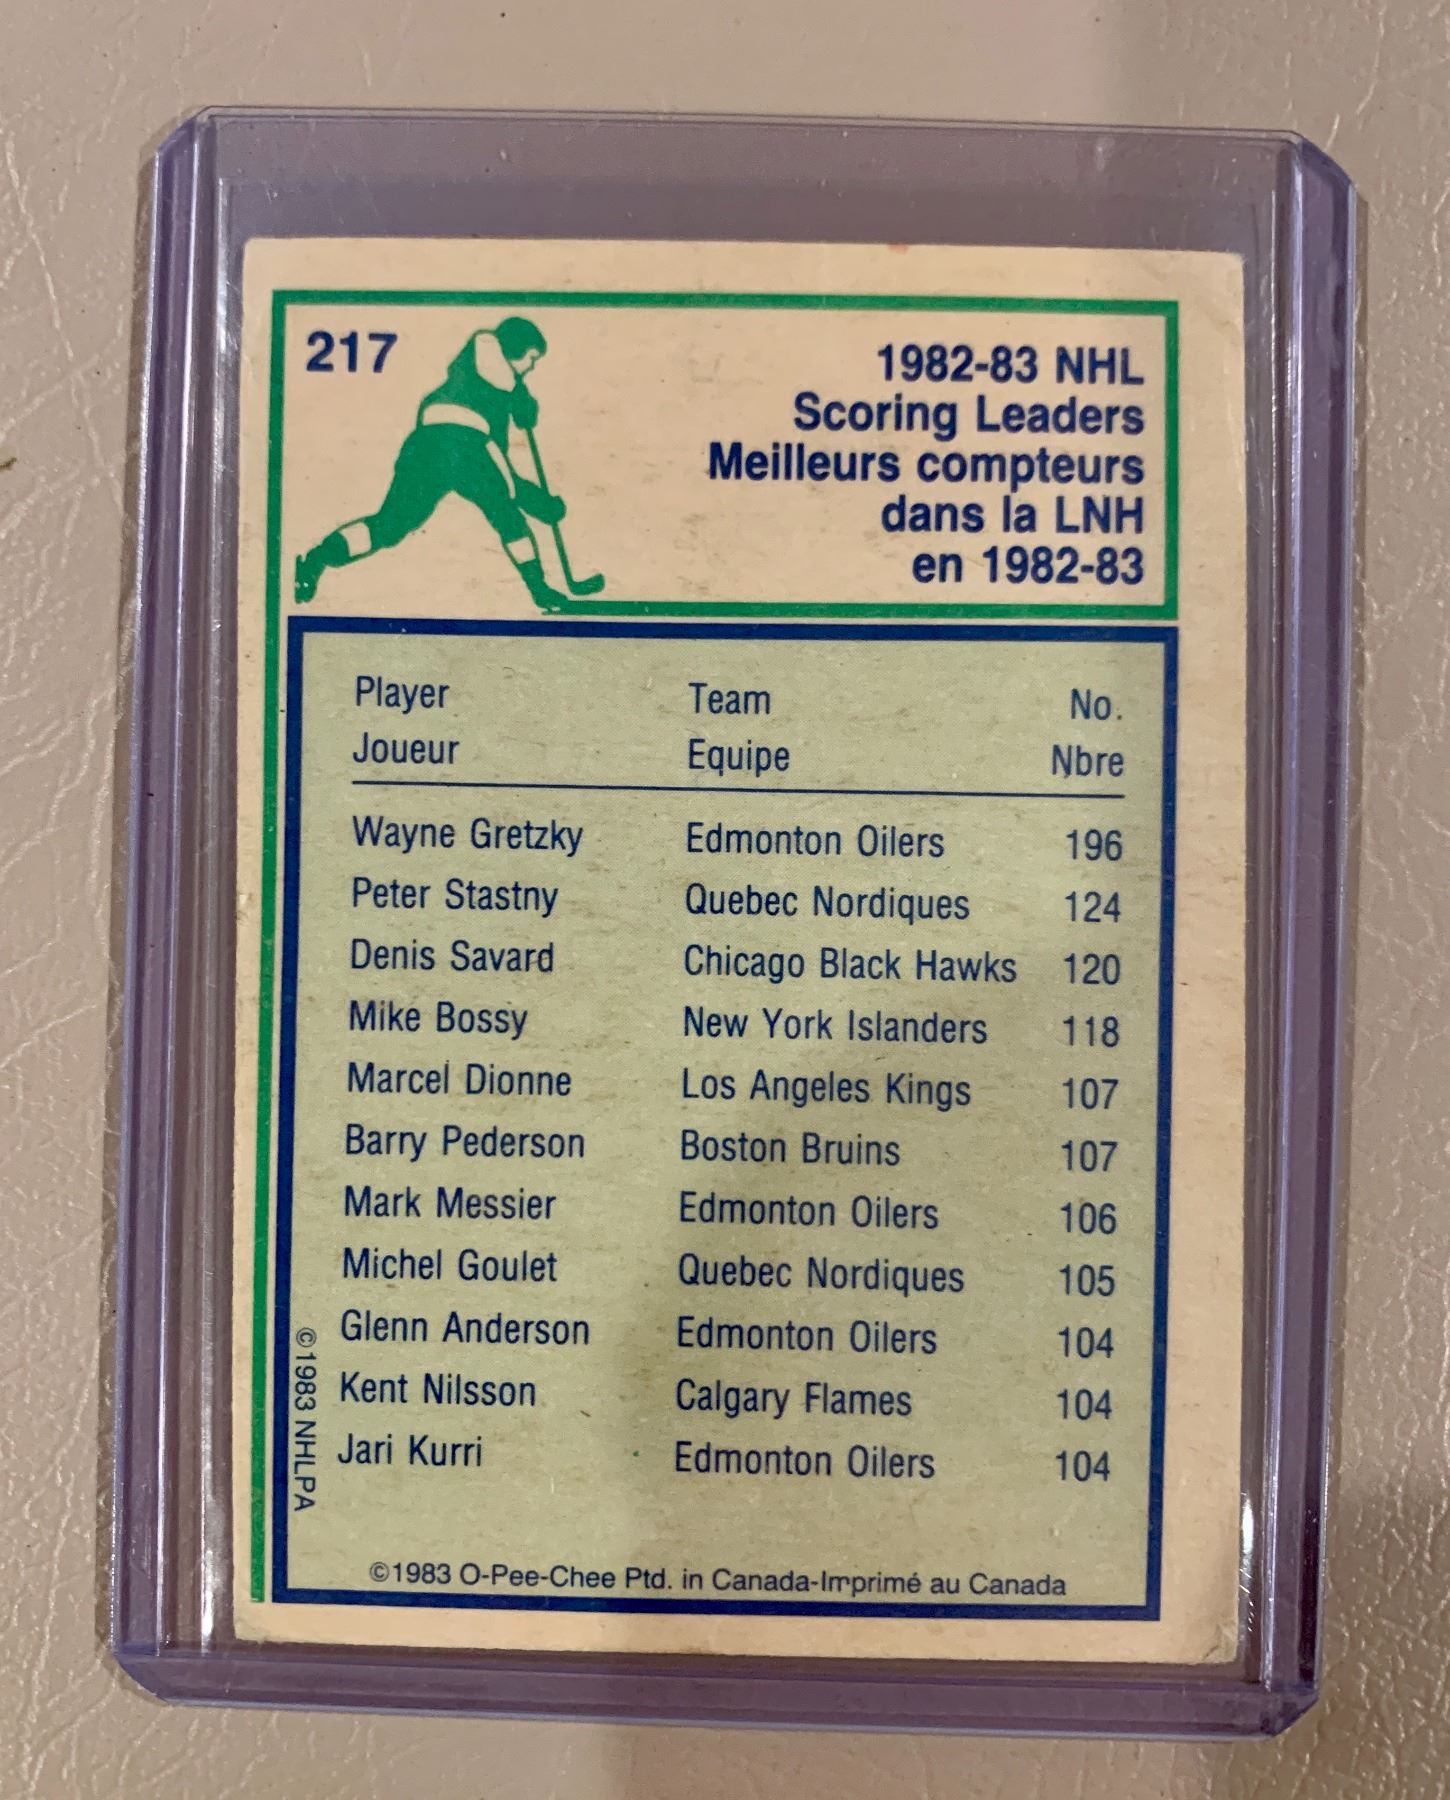 217
1982-83 NHL
Scoring Leaders
Meilleurs compteurs
dans la LNH
en 1982-83
Player Team No.
Joueur Equipe Nbre
Wayne Gretzky Edmonton Oilers 196
Peter Stastny Quebec Nordiques 124
Denis Savard Chicago Black Hawks 120
Mike Bossy New York Islanders 118
Marcel Dionne Los Angeles Kings 107
Barry Pederson Boston Bruins 107
Mark Messier Edmonton Oilers 106
Michel Goulet Quebec Nordiques 105
Glenn Anderson Edmonton Oilers 104
Kent Nilsson Calgary Flames 104
Jari Kurri Edmonton Oilers 104
©1983 NHLPA
©1983 O-Pee-Chee Ptd. in Canada-Imprimé au Canada